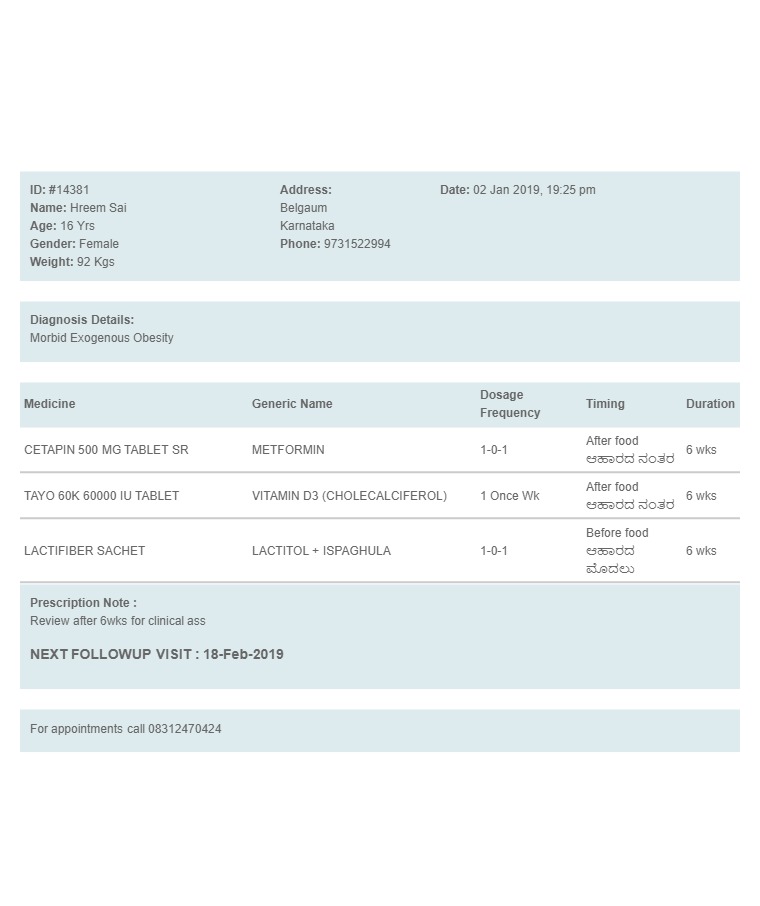 ID: #14381
Name: Hreem Sai
Age: 16 Yrs
Gender: Female
Weight: 92 Kgs
Address:
Belgaum
Karnataka
Phone: 9731522994
Date: 02 Jan 2019, 19:25 pm
Diagnosis Details:
Morbid Exogenous Obesity
Medicine Generic Name Dosage Frequency Timing Duration
CETAPIN 500 MG TABLET SR METFORMIN 1-0-1 After food ಆಹಾರದ ನಂತರ 6 wks
TAYO 60K 60000 IU TABLET VITAMIN D3 (CHOLECALCIFEROL) 1 Once Wk After food ಆಹಾರದ ನಂತರ 6 wks
LACTIFIBER SACHET LACTITOL + ISPAGHULA 1-0-1 Before food ಆಹಾರದ ಮೊದಲು 6 wks
Prescription Note :
Review after 6wks for clinical ass
NEXT FOLLOWUP VISIT : 18-Feb-2019
For appointments call 08312470424